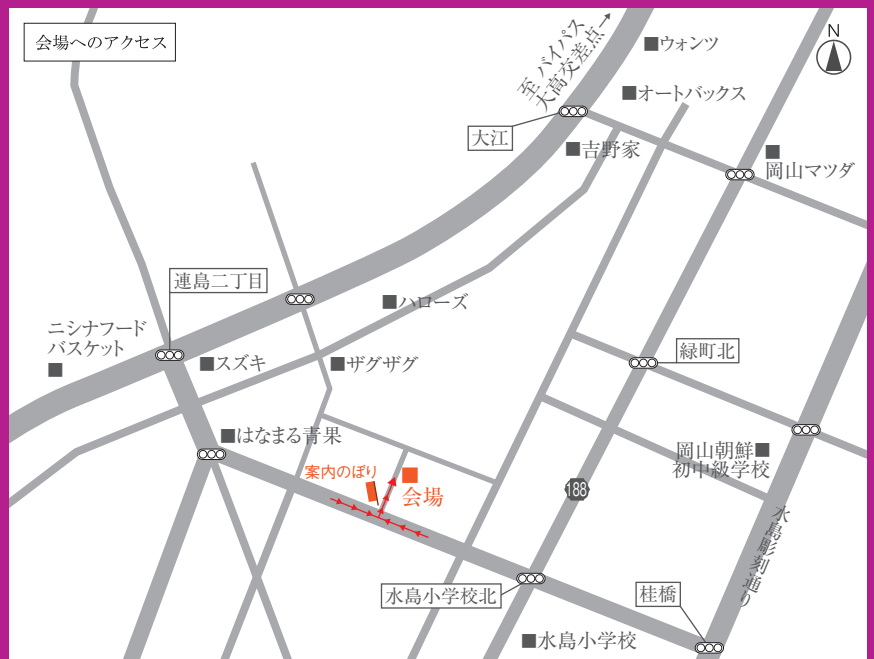 会場へのアクセス
N
至 バイパス
大高交差点→
■ウォンツ
■オートバックス
大江
■吉野家
■
岡山マツダ
連島二丁目
■ハローズ
ニシナフード
バスケット
■
■スズキ
■ザグザグ
緑町北
■はなまる青果
岡山朝鮮■
初中級学校
案内のぼり
■
会場
188
水島彫刻通り
水島小学校北
桂橋
■水島小学校